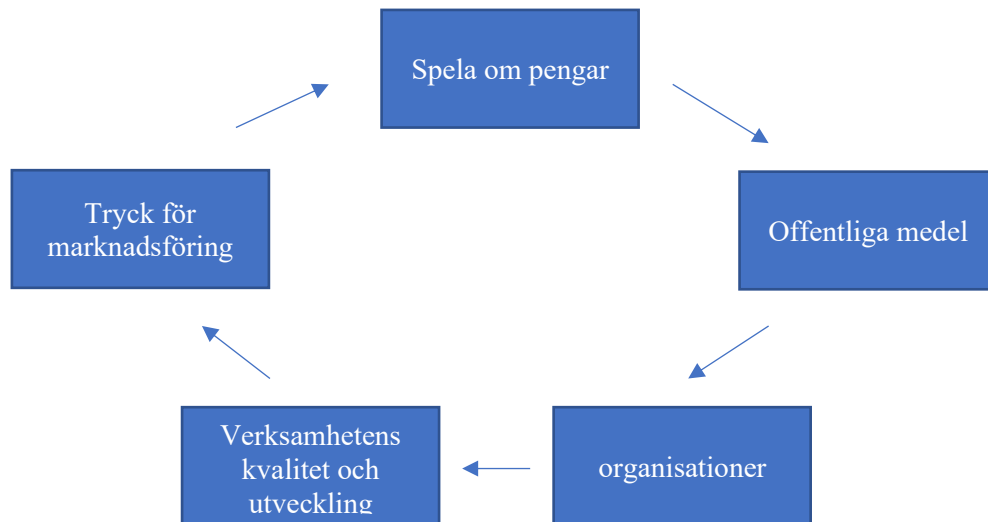 Spela om pengar
Tryck för
marknadsföring
Offentliga medel
Verksamhetens
kvalitet och
utveckling
organisationer